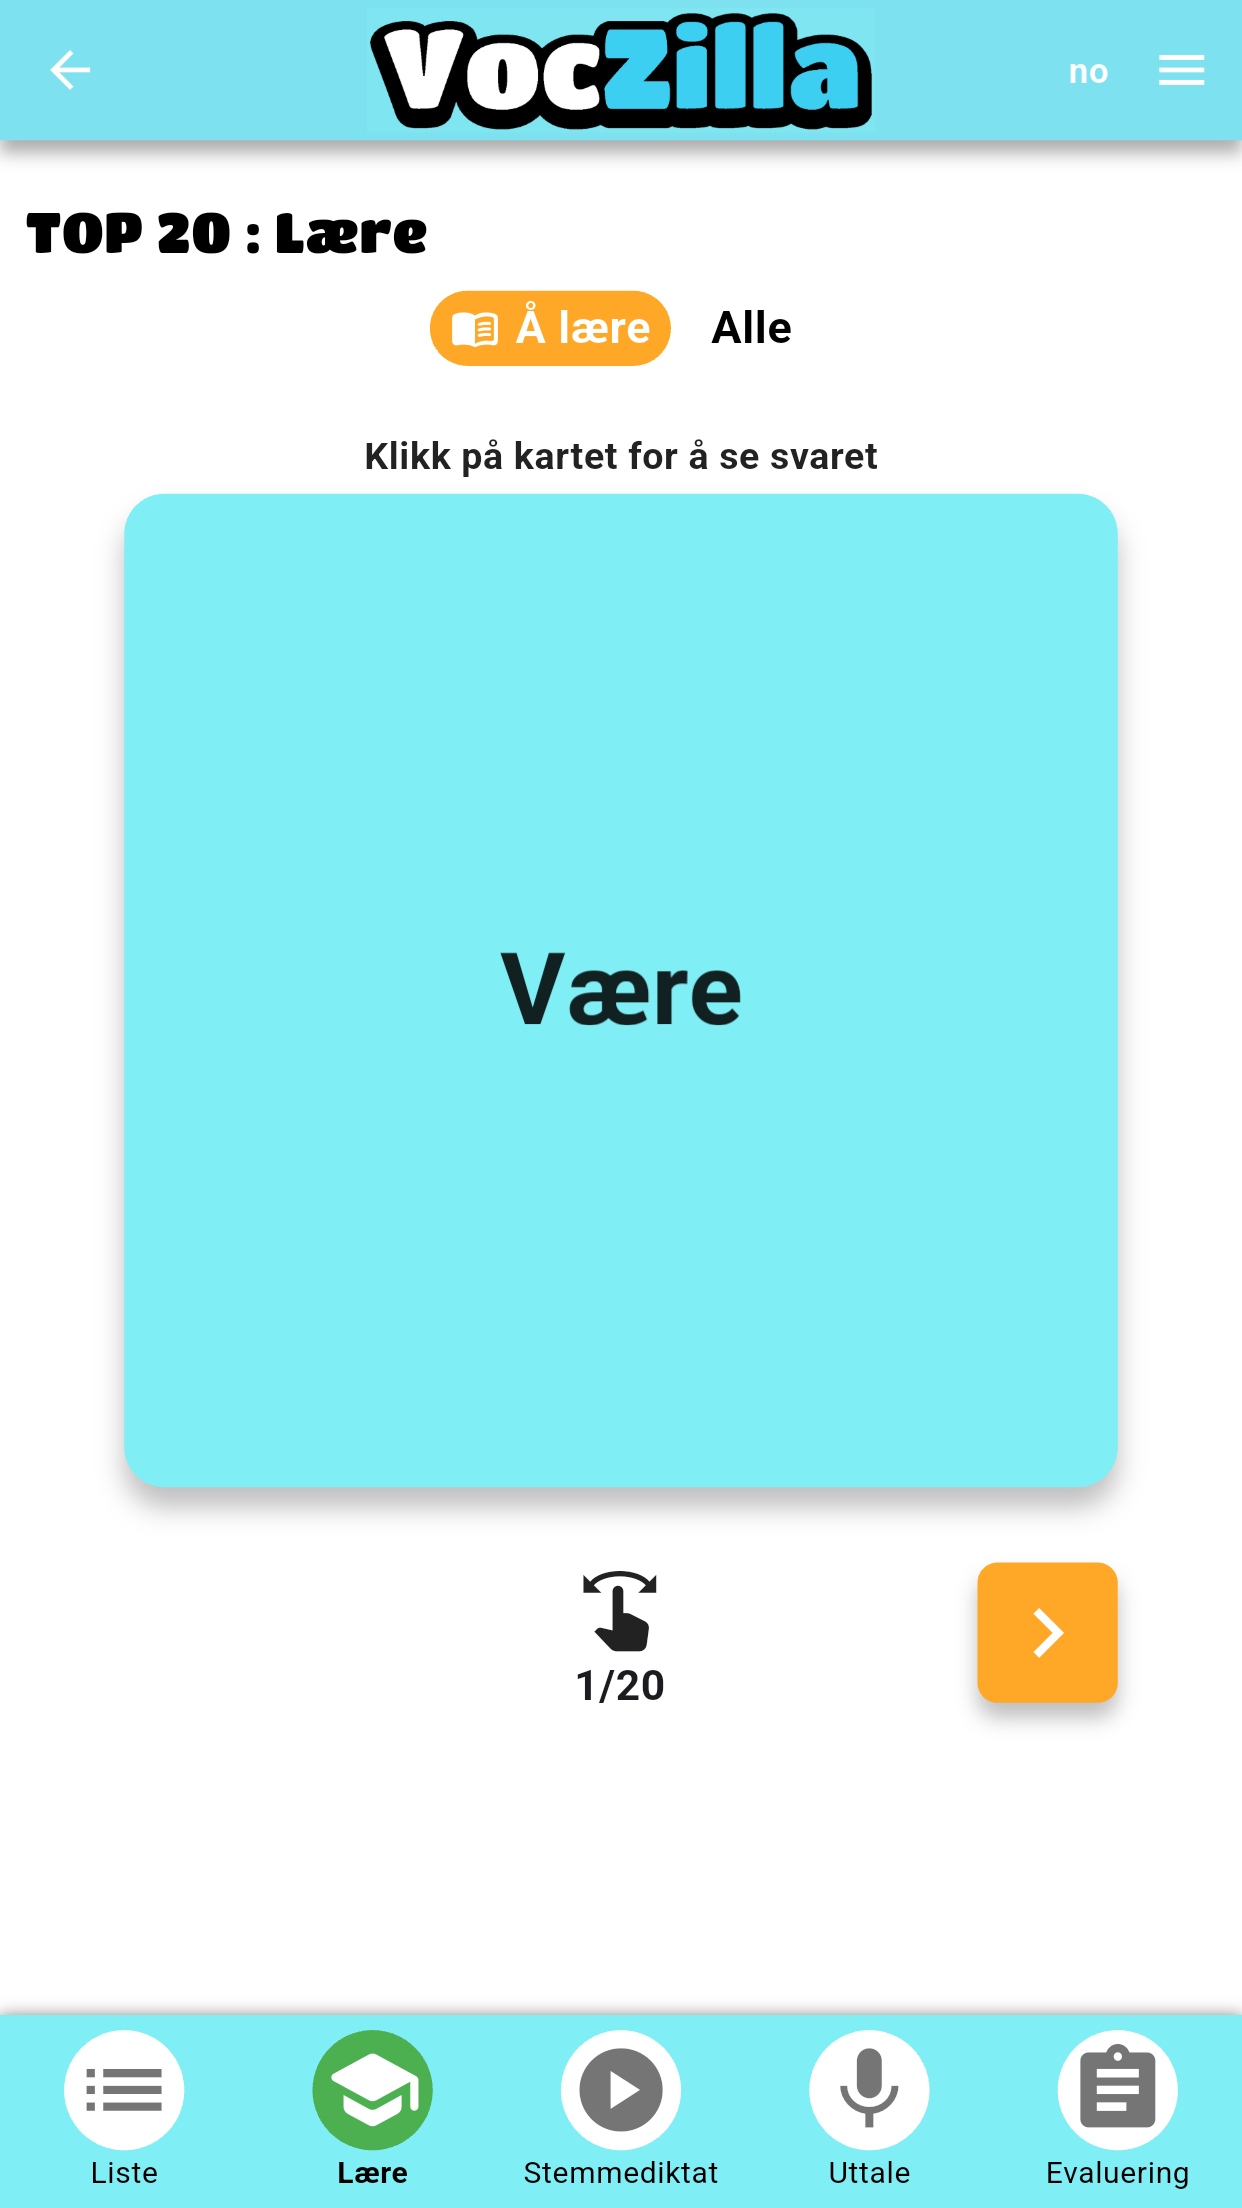 VocZilla
no
TOP 20 : Lære
Å lære
Alle
Klikk på kartet for å se svaret
Være
1/20
Liste
Lære
Stemmediktat
Uttale
Evaluering